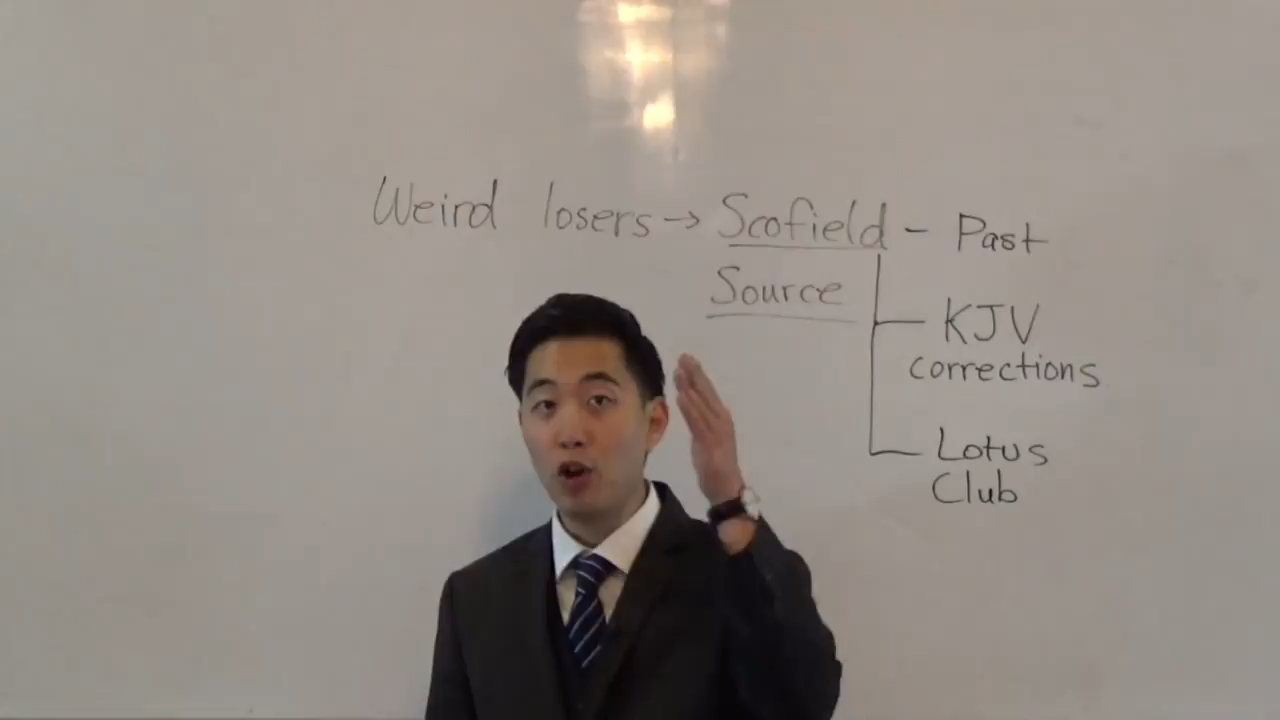 Weird losers → Scofield – Past
Source
KJV
corrections
Lotus
Club